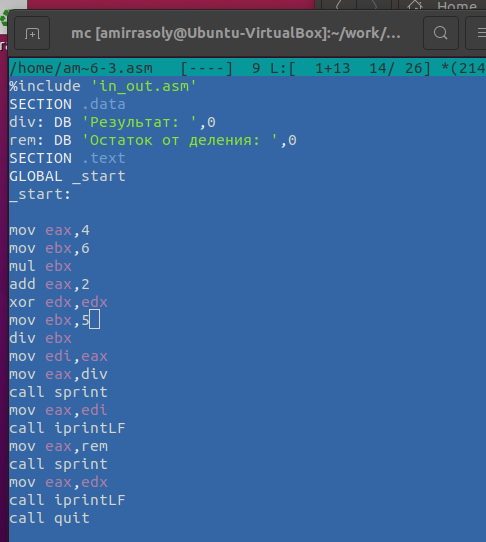 Home
mc [amirrasoly@Ubuntu-VirtualBox]:~/work/...
/home/am~6-3.asm [----] 9 L:[ 1+13 14/ 26] *(214
%include 'in_out.asm'
SECTION .data
div: DB 'Результат: ',0
rem: DB 'Остаток от деления: ',0
SECTION .text
GLOBAL _start
_start:
mov eax,4
mov ebx,6
mul ebx
add eax,2
xor edx,edx
mov ebx,5
div ebx
mov edi,eax
mov eax,div
call sprint
mov eax,edi
call iprintLF
mov eax,rem
call sprint
mov eax,edx
call iprintLF
call quit